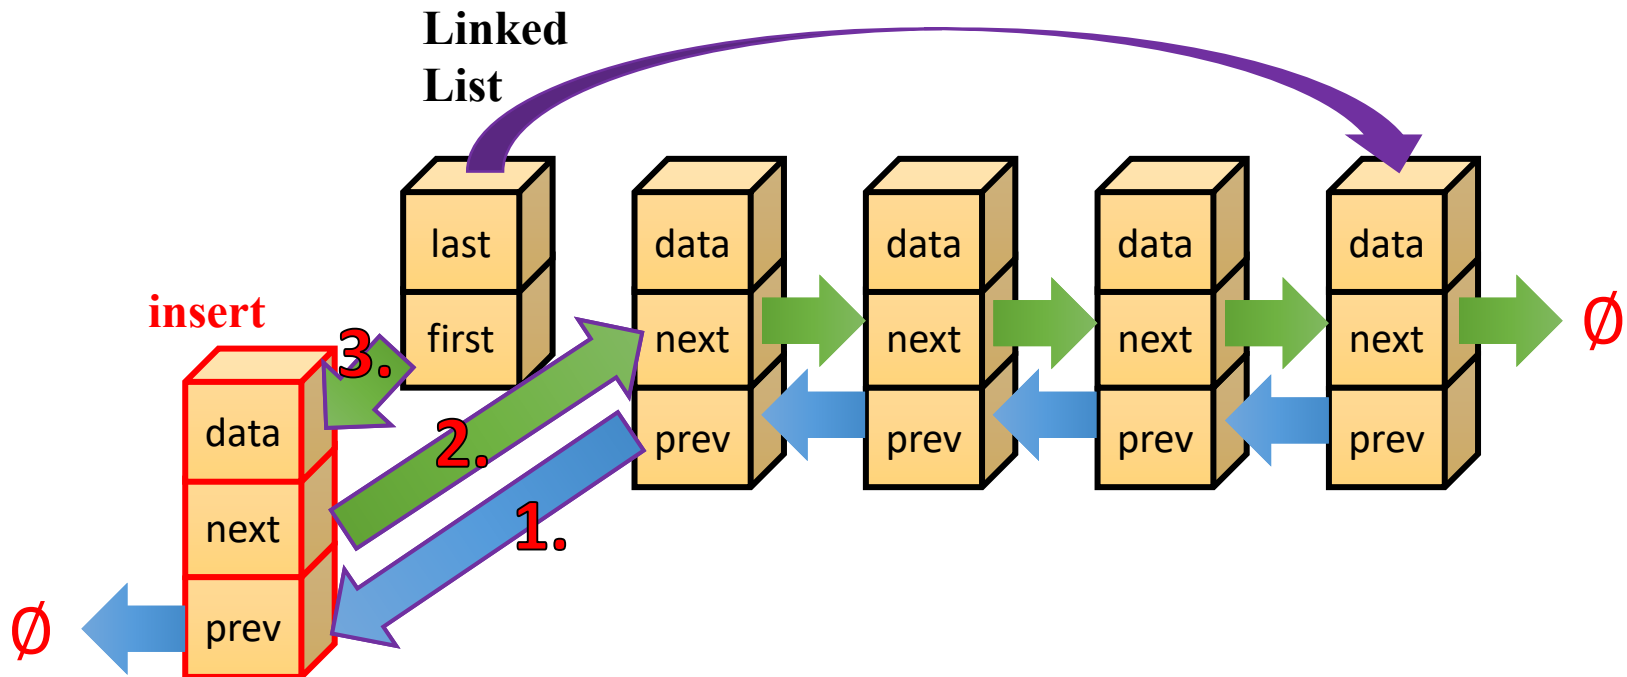 Linked
List
last
data
data
data
data
insert
3.
first
next
next
next
next
Ø
data
2.
prev
prev
prev
prev
next
1.
Ø
prev